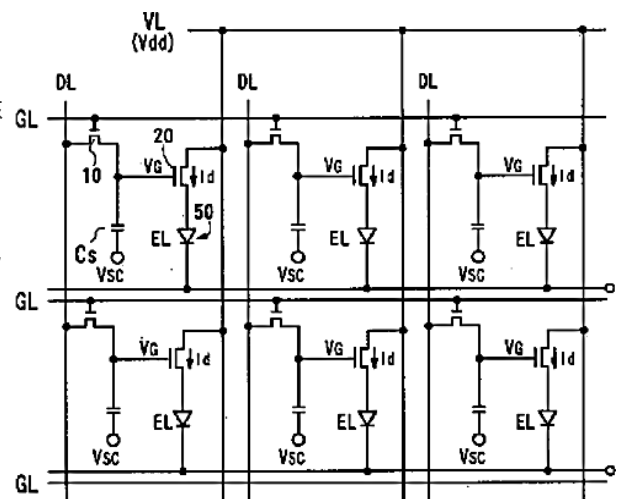 VL
(Vdd)
DL DL DL
GL
10 20 VG Id VG Id VG Id
Cs EL 50 EL EL
VSC VSC VSC
GL
VG Id VG Id VG Id
EL EL EL
VSC VSC VSC
GL